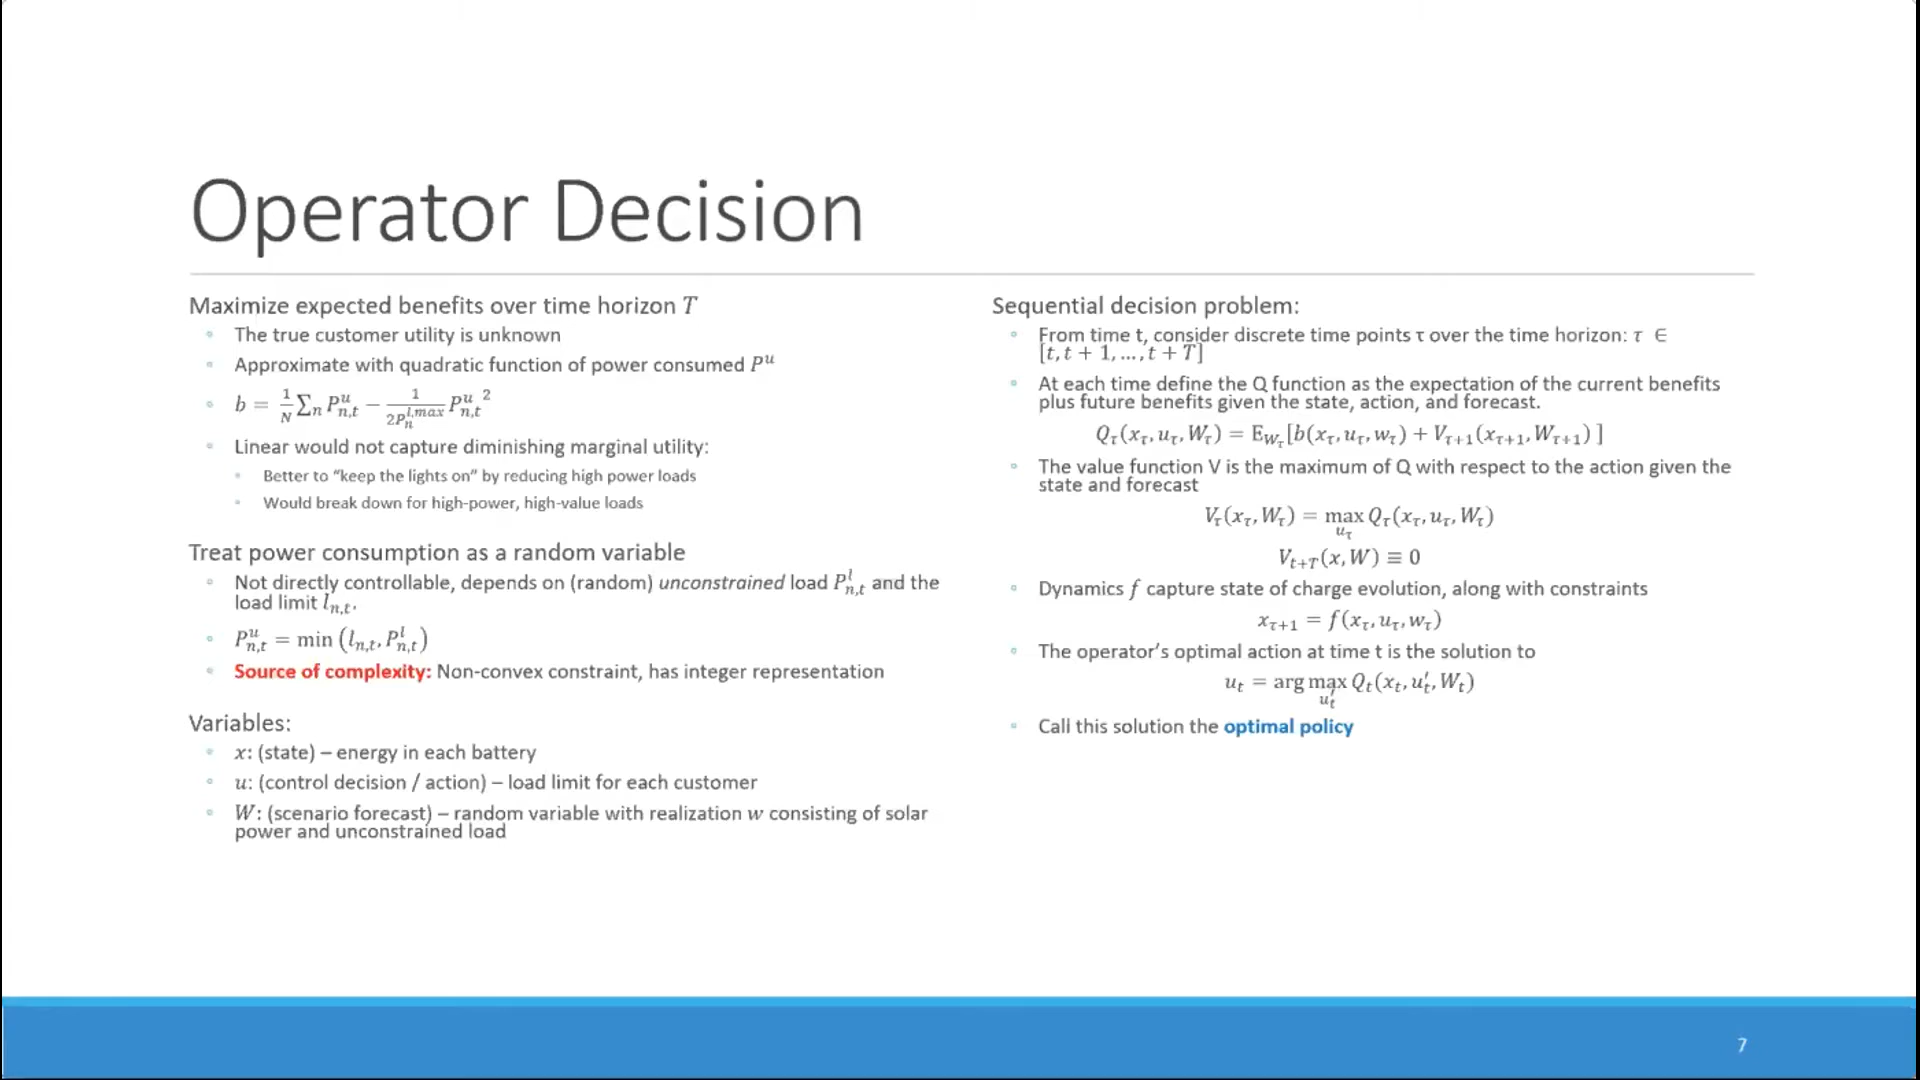 Operator Decision
Maximize expected benefits over time horizon T
The true customer utility is unknown
Approximate with quadratic function of power consumed P^u
b = \frac{1}{N} \sum_n P^u_{n,t} - \frac{1}{2P_n^{l,max}} {P^u_{n,t}}^2
Linear would not capture diminishing marginal utility:
Better to “keep the lights on” by reducing high power loads
Would break down for high-power, high-value loads
Treat power consumption as a random variable
Not directly controllable, depends on (random) unconstrained load P^l_{n,t} and the
load limit l_{n,t}.
P^u_{n,t} = min (l_{n,t}, P^l_{n,t})
Source of complexity: Non-convex constraint, has integer representation
Variables:
x: (state) – energy in each battery
u: (control decision / action) – load limit for each customer
W: (scenario forecast) – random variable with realization w consisting of solar
power and unconstrained load
Sequential decision problem:
From time t, consider discrete time points τ over the time horizon: τ ∈
[t, t + 1, …, t + T]
At each time define the Q function as the expectation of the current benefits
plus future benefits given the state, action, and forecast.
Q_τ(x_τ, u_τ, W_τ) = E_{W_τ}[b(x_τ, u_τ, w_τ) + V_{τ+1}(x_{τ+1}, W_{τ+1}) ]
The value function V is the maximum of Q with respect to the action given the
state and forecast
V_τ(x_τ, W_τ) = \max_{u_τ} Q_τ(x_τ, u_τ, W_τ)
V_{t+T}(x, W) ≡ 0
Dynamics f capture state of charge evolution, along with constraints
x_{τ+1} = f(x_τ, u_τ, w_τ)
The operator’s optimal action at time t is the solution to
u_t = \arg\max_{u'_t} Q_t(x_t, u'_t, W_t)
Call this solution the optimal policy
7